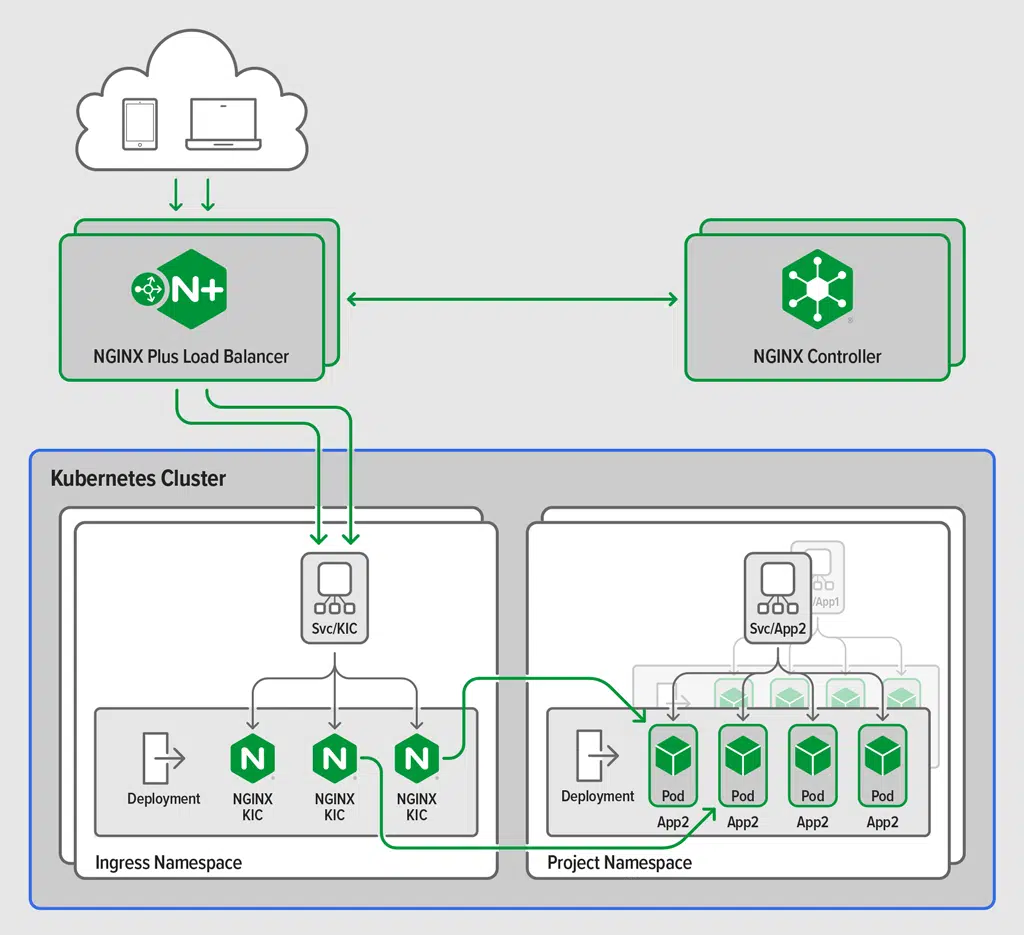 N+
NGINX Plus Load Balancer
NGINX Controller
Kubernetes Cluster
Svc/KIC
Svc/App2
/App1
Deployment
N
NGINX
KIC
N
NGINX
KIC
N
NGINX
KIC
Deployment
Pod
App2
Pod
App2
Pod
App2
Pod
App2
Ingress Namespace
Project Namespace